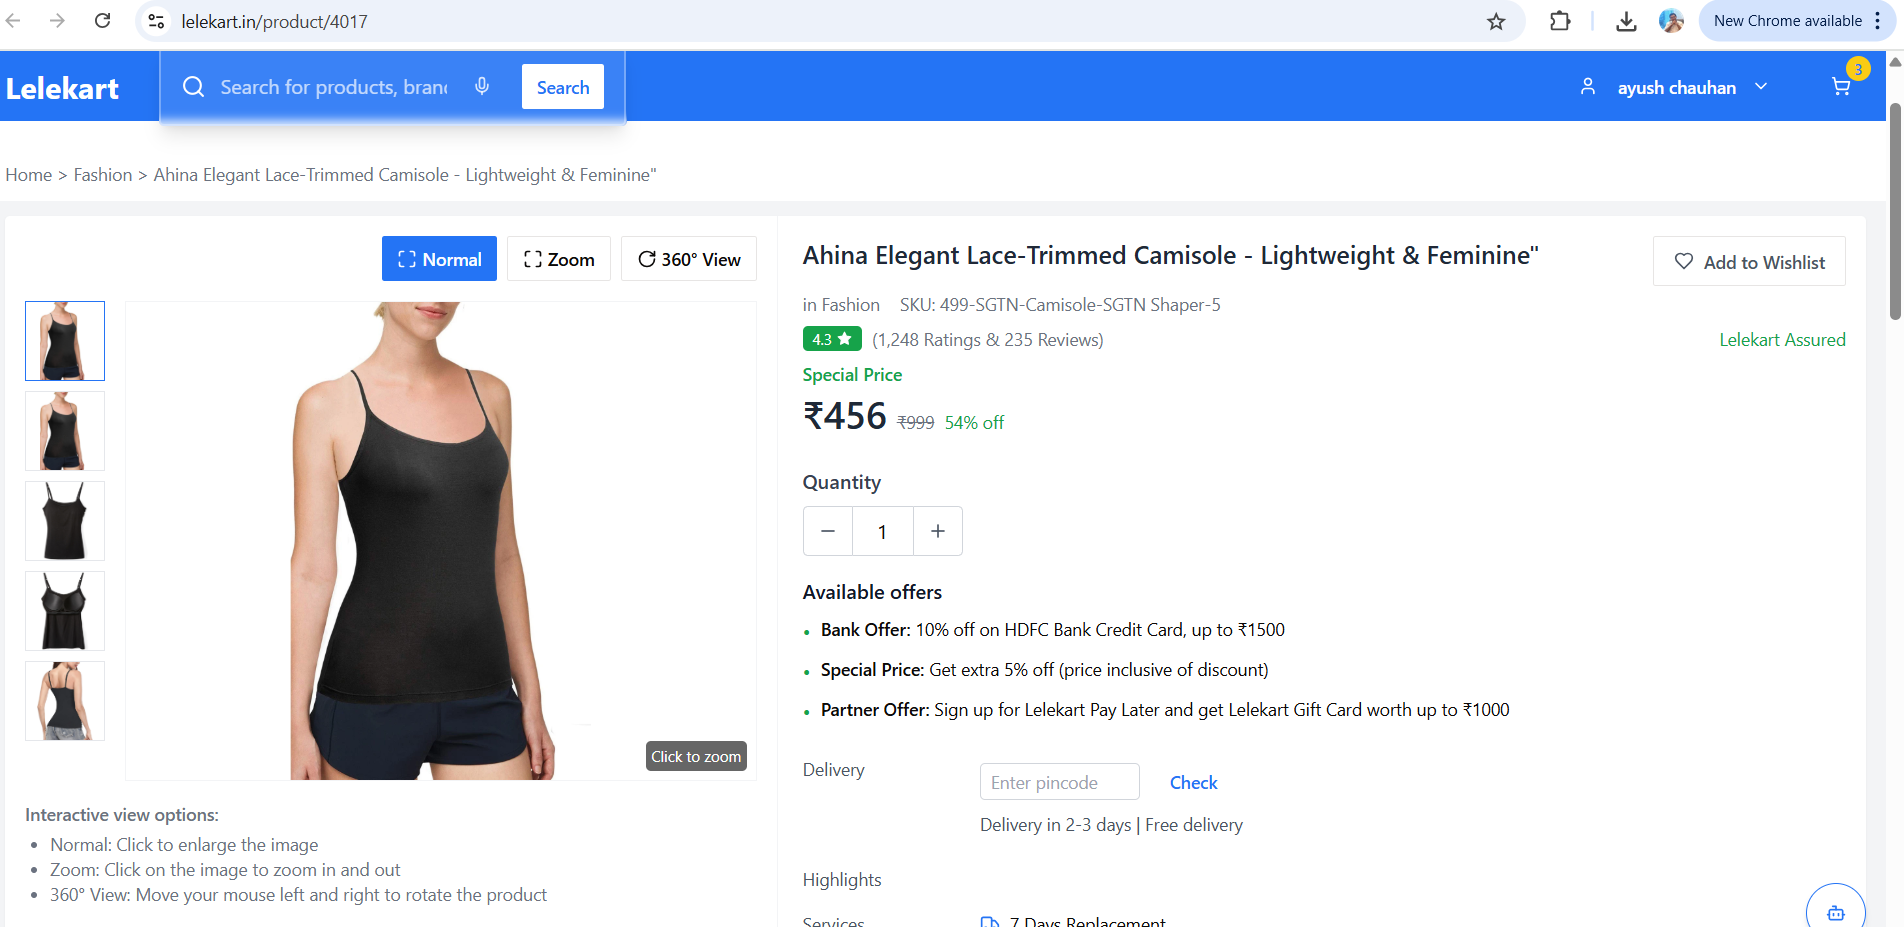 lelekart.in/product/4017
New Chrome available
Lelekart
Search for products, bran
Search
ayush chauhan
3
Home > Fashion > Ahina Elegant Lace-Trimmed Camisole - Lightweight & Feminine"
Normal
Zoom
360° View
Click to zoom
Interactive view options:
• Normal: Click to enlarge the image
• Zoom: Click on the image to zoom in and out
• 360° View: Move your mouse left and right to rotate the product
Ahina Elegant Lace-Trimmed Camisole - Lightweight & Feminine"
Add to Wishlist
in Fashion SKU: 499-SGTN-Camisole-SGTN Shaper-5
4.3 ★ (1,248 Ratings & 235 Reviews)
Lelekart Assured
Special Price
₹456 ₹999 54% off
Quantity
− 1 +
Available offers
• Bank Offer: 10% off on HDFC Bank Credit Card, up to ₹1500
• Special Price: Get extra 5% off (price inclusive of discount)
• Partner Offer: Sign up for Lelekart Pay Later and get Lelekart Gift Card worth up to ₹1000
Delivery
Enter pincode
Check
Delivery in 2-3 days | Free delivery
Highlights
Services
7 Days Replacement